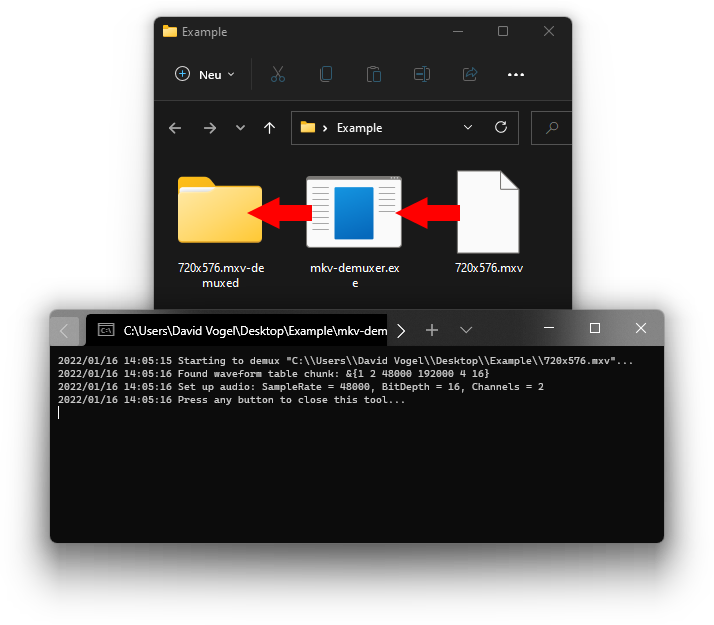 Example
Neu
Example
720x576.mxv-de
muxed
mkv-demuxer.ex
e
720x576.mxv
C:\Users\David Vogel\Desktop\Example\mkv-dem
2022/01/16 14:05:15 Starting to demux "C:\\Users\\David Vogel\\Desktop\\Example\\720x576.mxv"...
2022/01/16 14:05:16 Found waveform table chunk: &{1 2 48000 192000 4 16}
2022/01/16 14:05:16 Set up audio: SampleRate = 48000, BitDepth = 16, Channels = 2
2022/01/16 14:05:16 Press any button to close this tool...